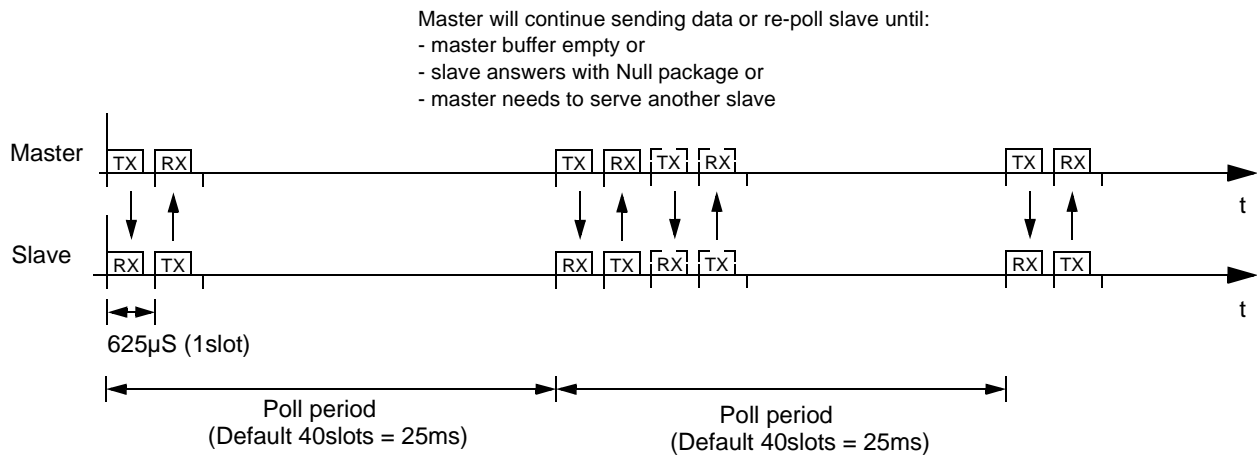 Master will continue sending data or re-poll slave until:
- master buffer empty or
- slave answers with Null package or
- master needs to serve another slave
Master
TX RX TX RX TX RX TX RX
t
Slave
RX TX RX TX RX TX RX TX
t
625µS (1slot)
Poll period
(Default 40slots = 25ms)
Poll period
(Default 40slots = 25ms)